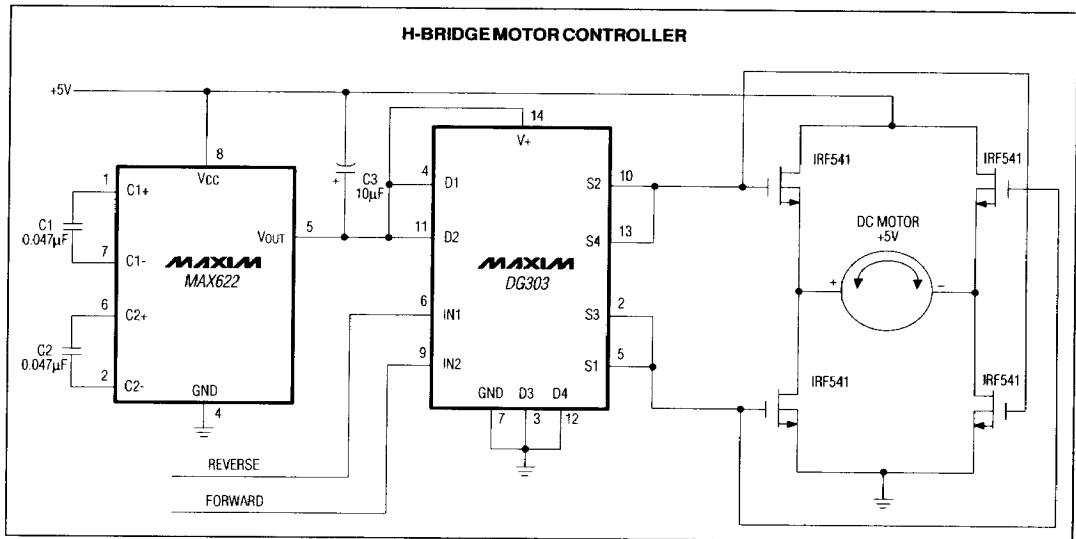 H-BRIDGE MOTOR CONTROLLER
+5V
8
VCC
1
C1+
C1
0.047µF
7
C1-
6
C2+
C2
0.047µF
2
C2-
GND
4
MAXIM
MAX622
VOUT
5
C3
10µF
+
14
V+
4
D1
11
D2
6
IN1
9
IN2
MAXIM
DG303
S2
10
S4
13
S3
2
S1
5
GND
D3
D4
7
3
12
REVERSE
FORWARD
IRF541
IRF541
DC MOTOR
+5V
+
−
IRF541
IRF541